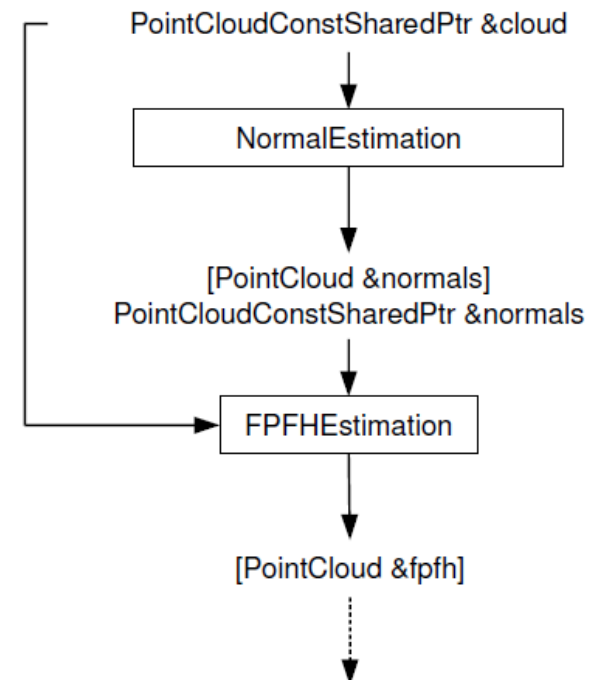 PointCloudConstSharedPtr &cloud
NormalEstimation
[PointCloud &normals]
PointCloudConstSharedPtr &normals
FPFHEstimation
[PointCloud &fpfh]